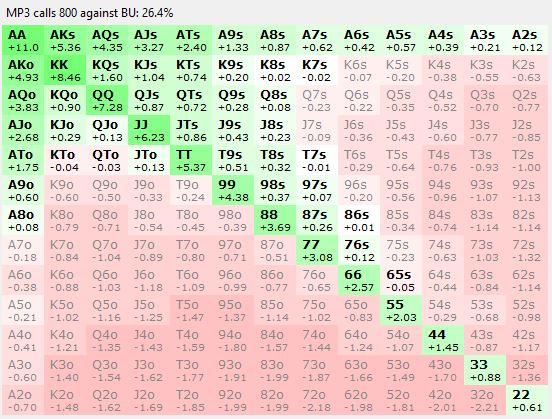 MP3 calls 800 against BU: 26.4%
AA AKs AQs AJs ATs A9s A8s A7s A6s A5s A4s A3s A2s
+11.0 +5.36 +4.35 +3.27 +2.40 +1.33 +0.87 +0.62 +0.42 +0.57 +0.39 +0.21 +0.12
AKo KK KQs KJs KTs K9s K8s K7s K6s K5s K4s K3s K2s
+4.93 +8.46 +1.60 +1.04 +0.74 +0.20 +0.02 +0.02 -0.07 -0.20 -0.38 -0.55 -0.63
AQo KQo QQ QJs QTs Q9s Q8s Q7s Q6s Q5s Q4s Q3s Q2s
+3.83 +0.90 +7.28 +0.87 +0.72 +0.28 +0.08 -0.23 -0.22 -0.35 -0.52 -0.70 -0.77
AJo KJo QJo JJ JTs J9s J8s J7s J6s J5s J4s J3s J2s
+2.68 +0.29 +0.13 +6.23 +0.86 +0.43 +0.23 -0.09 -0.36 -0.43 -0.60 -0.77 -0.85
ATo KTo QTo JTo TT T9s T8s T7s T6s T5s T4s T3s T2s
+1.75 -0.04 -0.03 +0.13 +5.37 +0.51 +0.32 -0.01 -0.29 -0.64 -0.76 -0.93 -1.00
A9o K9o Q9o J9o T9o 99 98s 97s 96s 95s 94s 93s 92s
+0.60 -0.60 -0.50 -0.33 -0.24 +4.38 +0.37 +0.07 -0.20 -0.56 -0.96 -1.07 -1.13
A8o K8o Q8o J8o T8o 98o 88 87s 86s 85s 84s 83s 82s
+0.08 -0.79 -0.71 -0.54 -0.45 -0.39 +3.69 +0.26 +0.01 -0.34 -0.74 -1.14 -1.14
A7o K7o Q7o J7o T7o 97o 87o 77 76s 75s 74s 73s 72s
-0.18 -0.84 -1.04 -0.89 -0.80 -0.71 -0.51 +3.08 +0.12 -0.23 -0.63 -1.03 -1.32
A6o K6o Q6o J6o T6o 96o 86o 76o 66 65s 64s 63s 62s
-0.38 -0.88 -1.03 -1.18 -1.09 -0.99 -0.77 -0.65 +2.57 -0.05 -0.44 -0.84 -1.14
A5o K5o Q5o J5o T5o 95o 85o 75o 65o 55 54s 53s 52s
-0.21 -1.02 -1.16 -1.25 -1.47 -1.37 -1.14 -1.02 -0.83 +2.03 -0.29 -0.68 -0.98
A4o K4o Q4o J4o T4o 94o 84o 74o 64o 54o 44 43s 42s
-0.41 -1.21 -1.35 -1.43 -1.59 -1.80 -1.57 -1.44 -1.24 -1.07 +1.45 -0.87 -1.17
A3o K3o Q3o J3o T3o 93o 83o 73o 63o 53o 43o 33 32s
-0.60 -1.40 -1.54 -1.62 -1.77 -1.91 -1.99 -1.87 -1.66 -1.49 -1.70 +0.88 -1.36
A2o K2o Q2o J2o T2o 92o 82o 72o 62o 52o 42o 32o 22
-0.70 -1.48 -1.62 -1.69 -1.85 -1.99 -1.99 -2.18 -1.98 -1.81 -2.01 -2.21 +0.61